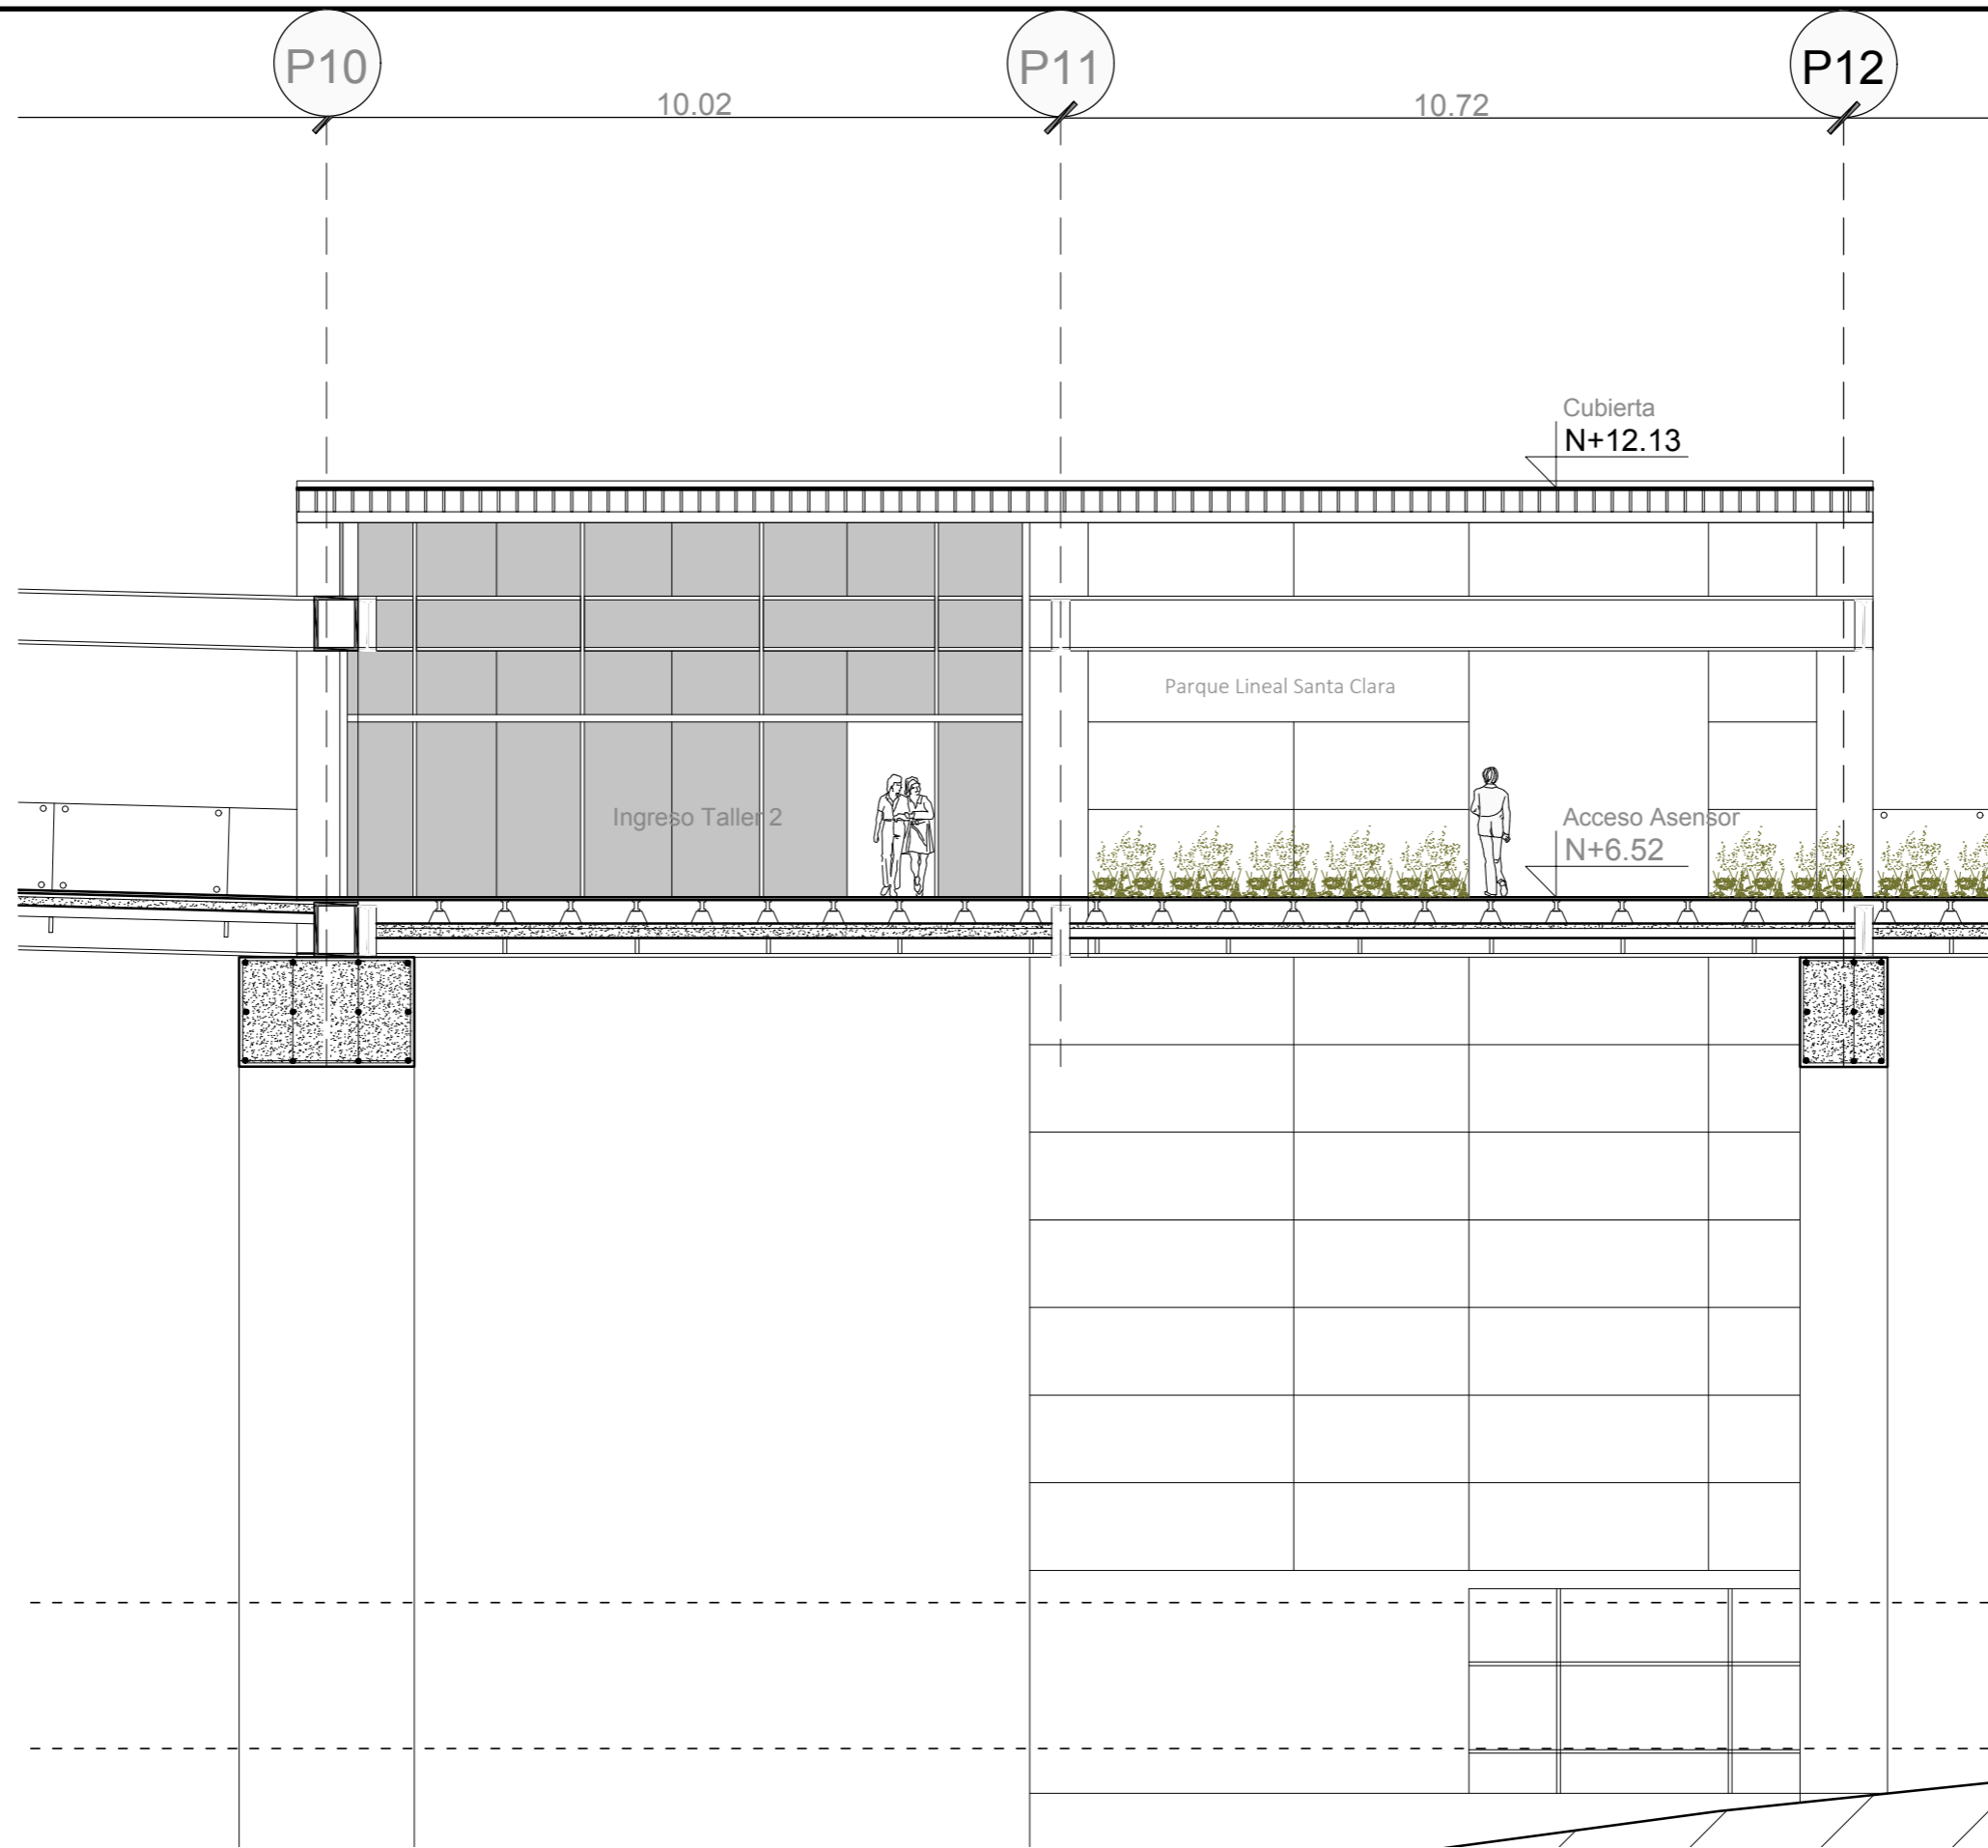 P10
P11
P12
10.02
10.72
Cubierta
N+12.13
Parque Lineal Santa Clara
Ingreso Taller 2
Acceso Asensor
N+6.52